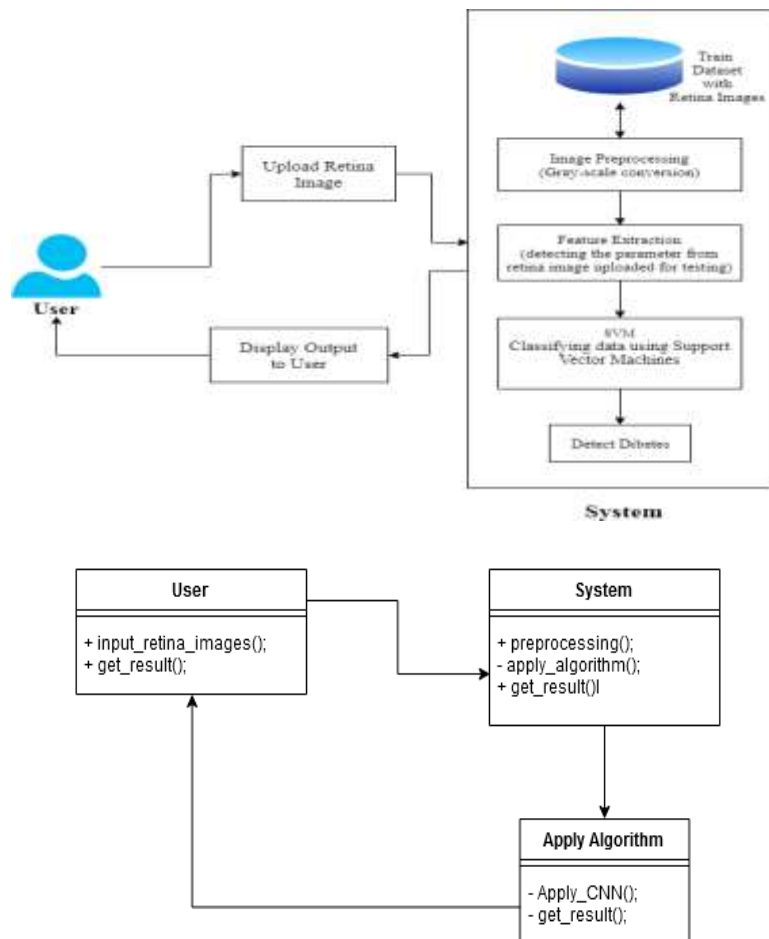 Train
Dataset
with
Retina Images
Upload Retina
Image
Image Preprocessing
(Gray-scale conversion)
Feature Extraction
(detecting the parameter from
retina image uploaded for testing)
User
Display Output
to User
SVM
Classifying data using Support
Vector Machines
Detect Dibetes
System
User
+ input_retina_images();
+ get_result();
System
+ preprocessing();
- apply_algorithm();
+ get_result()l
Apply Algorithm
- Apply_CNN();
- get_result();